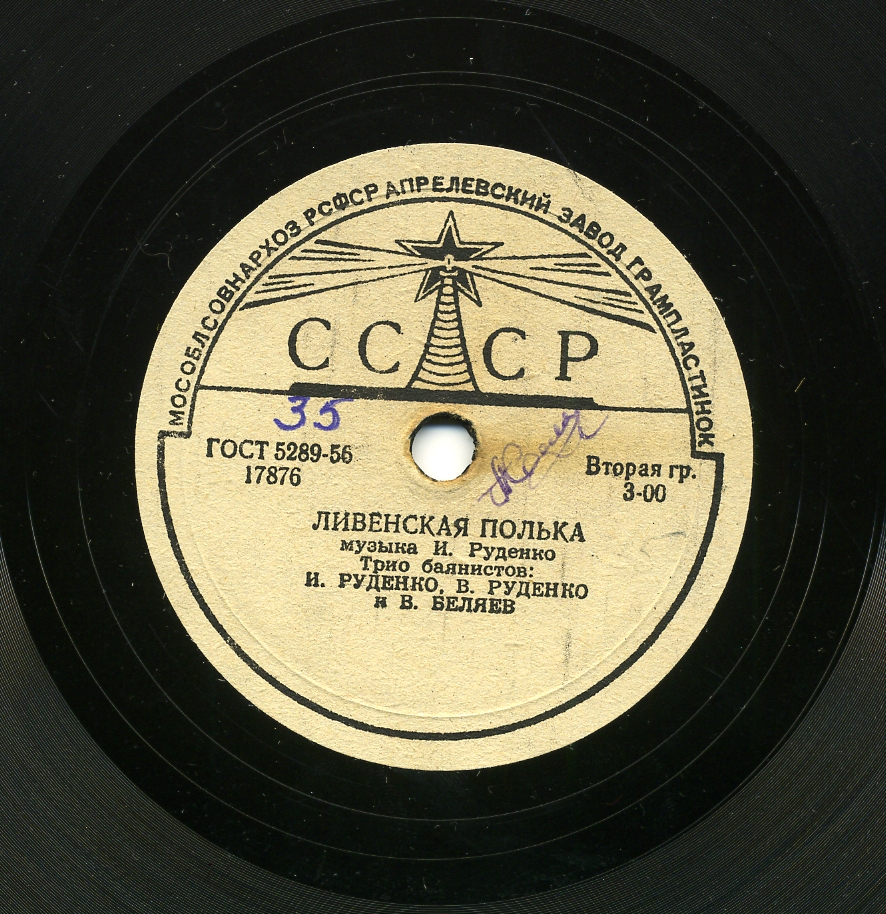 МОСОБЛСОВНАРХОЗ РСФСР АПРЕЛЕВСКИЙ ЗАВОД ГРАМПЛАСТИНОК
СССР
35
ГОСТ 5289-56
17876
Вторая гр.
3-00
ЛИВЕНСКАЯ ПОЛЬКА
музыка И. Руденко
Трио баянистов:
И. РУДЕНКО, В. РУДЕНКО
и В. БЕЛЯЕВ